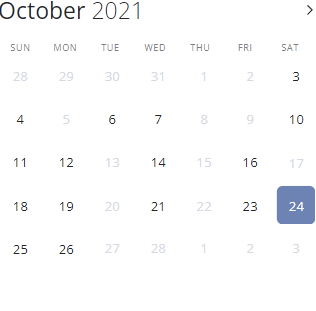 October 2021
SUN MON TUE WED THU FRI SAT
28 29 30 31 1 2 3
4 5 6 7 8 9 10
11 12 13 14 15 16 17
18 19 20 21 22 23 24
25 26 27 28 1 2 3